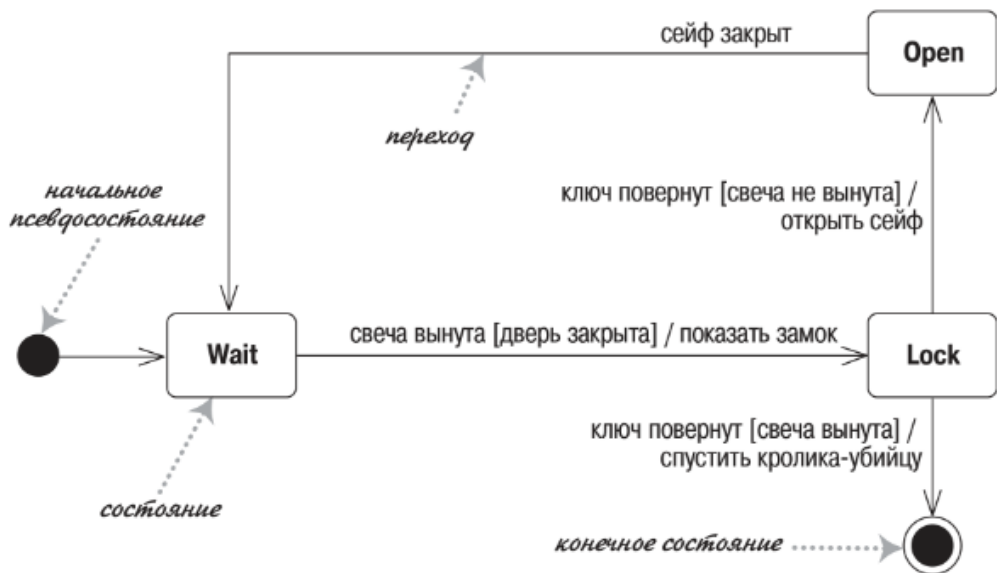 сейф закрыт
Open
переход
начальное
псевдосостояние
ключ повернут [свеча не вынута] /
открыть сейф
Wait
свеча вынута [дверь закрыта] / показать замок
Lock
ключ повернут [свеча вынута] /
спустить кролика-убийцу
состояние
конечное состояние